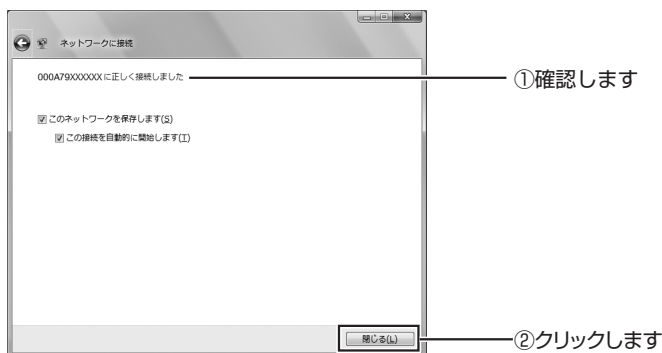 ネットワークに接続
000A79XXXXXX に正しく接続しました
①確認します
このネットワークを保存します(S)
この接続を自動的に開始します(T)
閉じる(L)
②クリックします